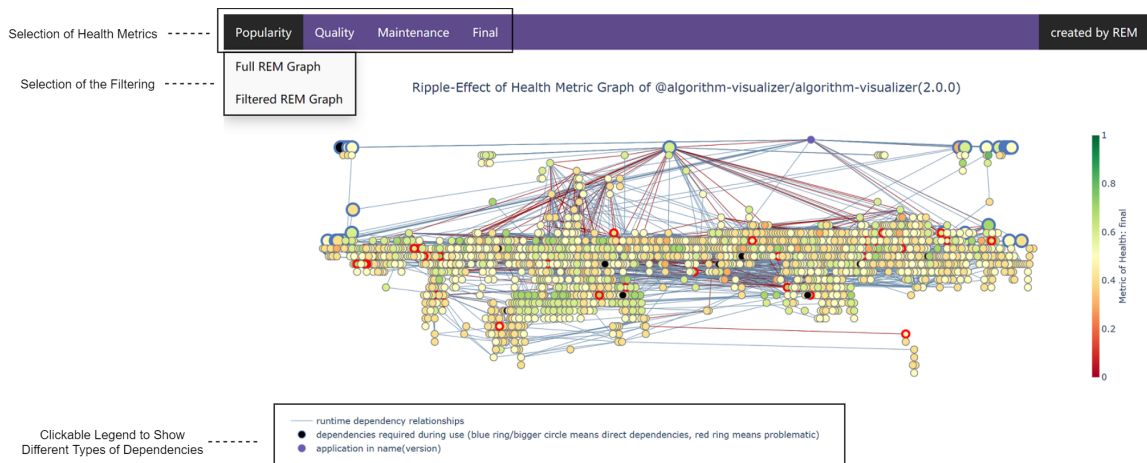 Selection of Health Metrics
Popularity Quality Maintenance Final
created by REM
Full REM Graph
Selection of the Filtering
Filtered REM Graph
Ripple-Effect of Health Metric Graph of @algorithm-visualizer/algorithm-visualizer(2.0.0)
1
0.8
0.6
0.4
0.2
0
Metric of Health: final
Clickable Legend to Show
Different Types of Dependencies
runtime dependency relationships
dependencies required during use (blue ring/bigger circle means direct dependencies, red ring means problematic)
application in name(version)